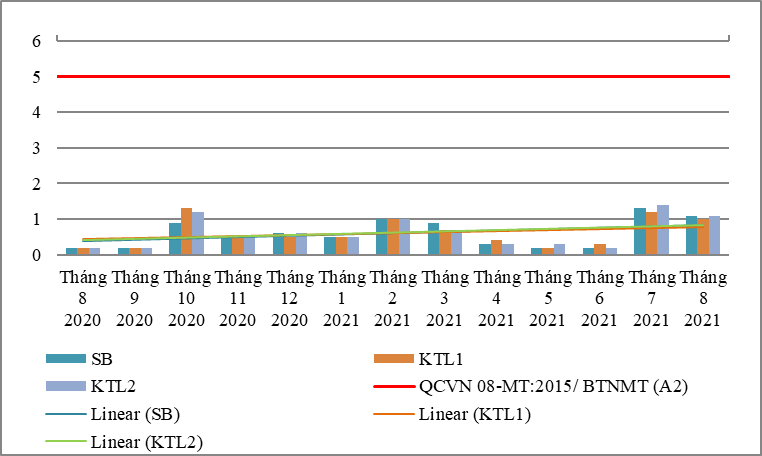 6
5
4
3
2
1
0
Tháng 8 2020
Tháng 9 2020
Tháng 10 2020
Tháng 11 2020
Tháng 12 2020
Tháng 1 2021
Tháng 2 2021
Tháng 3 2021
Tháng 4 2021
Tháng 5 2021
Tháng 6 2021
Tháng 7 2021
Tháng 8 2021
SB
KTL1
KTL2
QCVN 08-MT:2015/ BTNMT (A2)
Linear (SB)
Linear (KTL1)
Linear (KTL2)